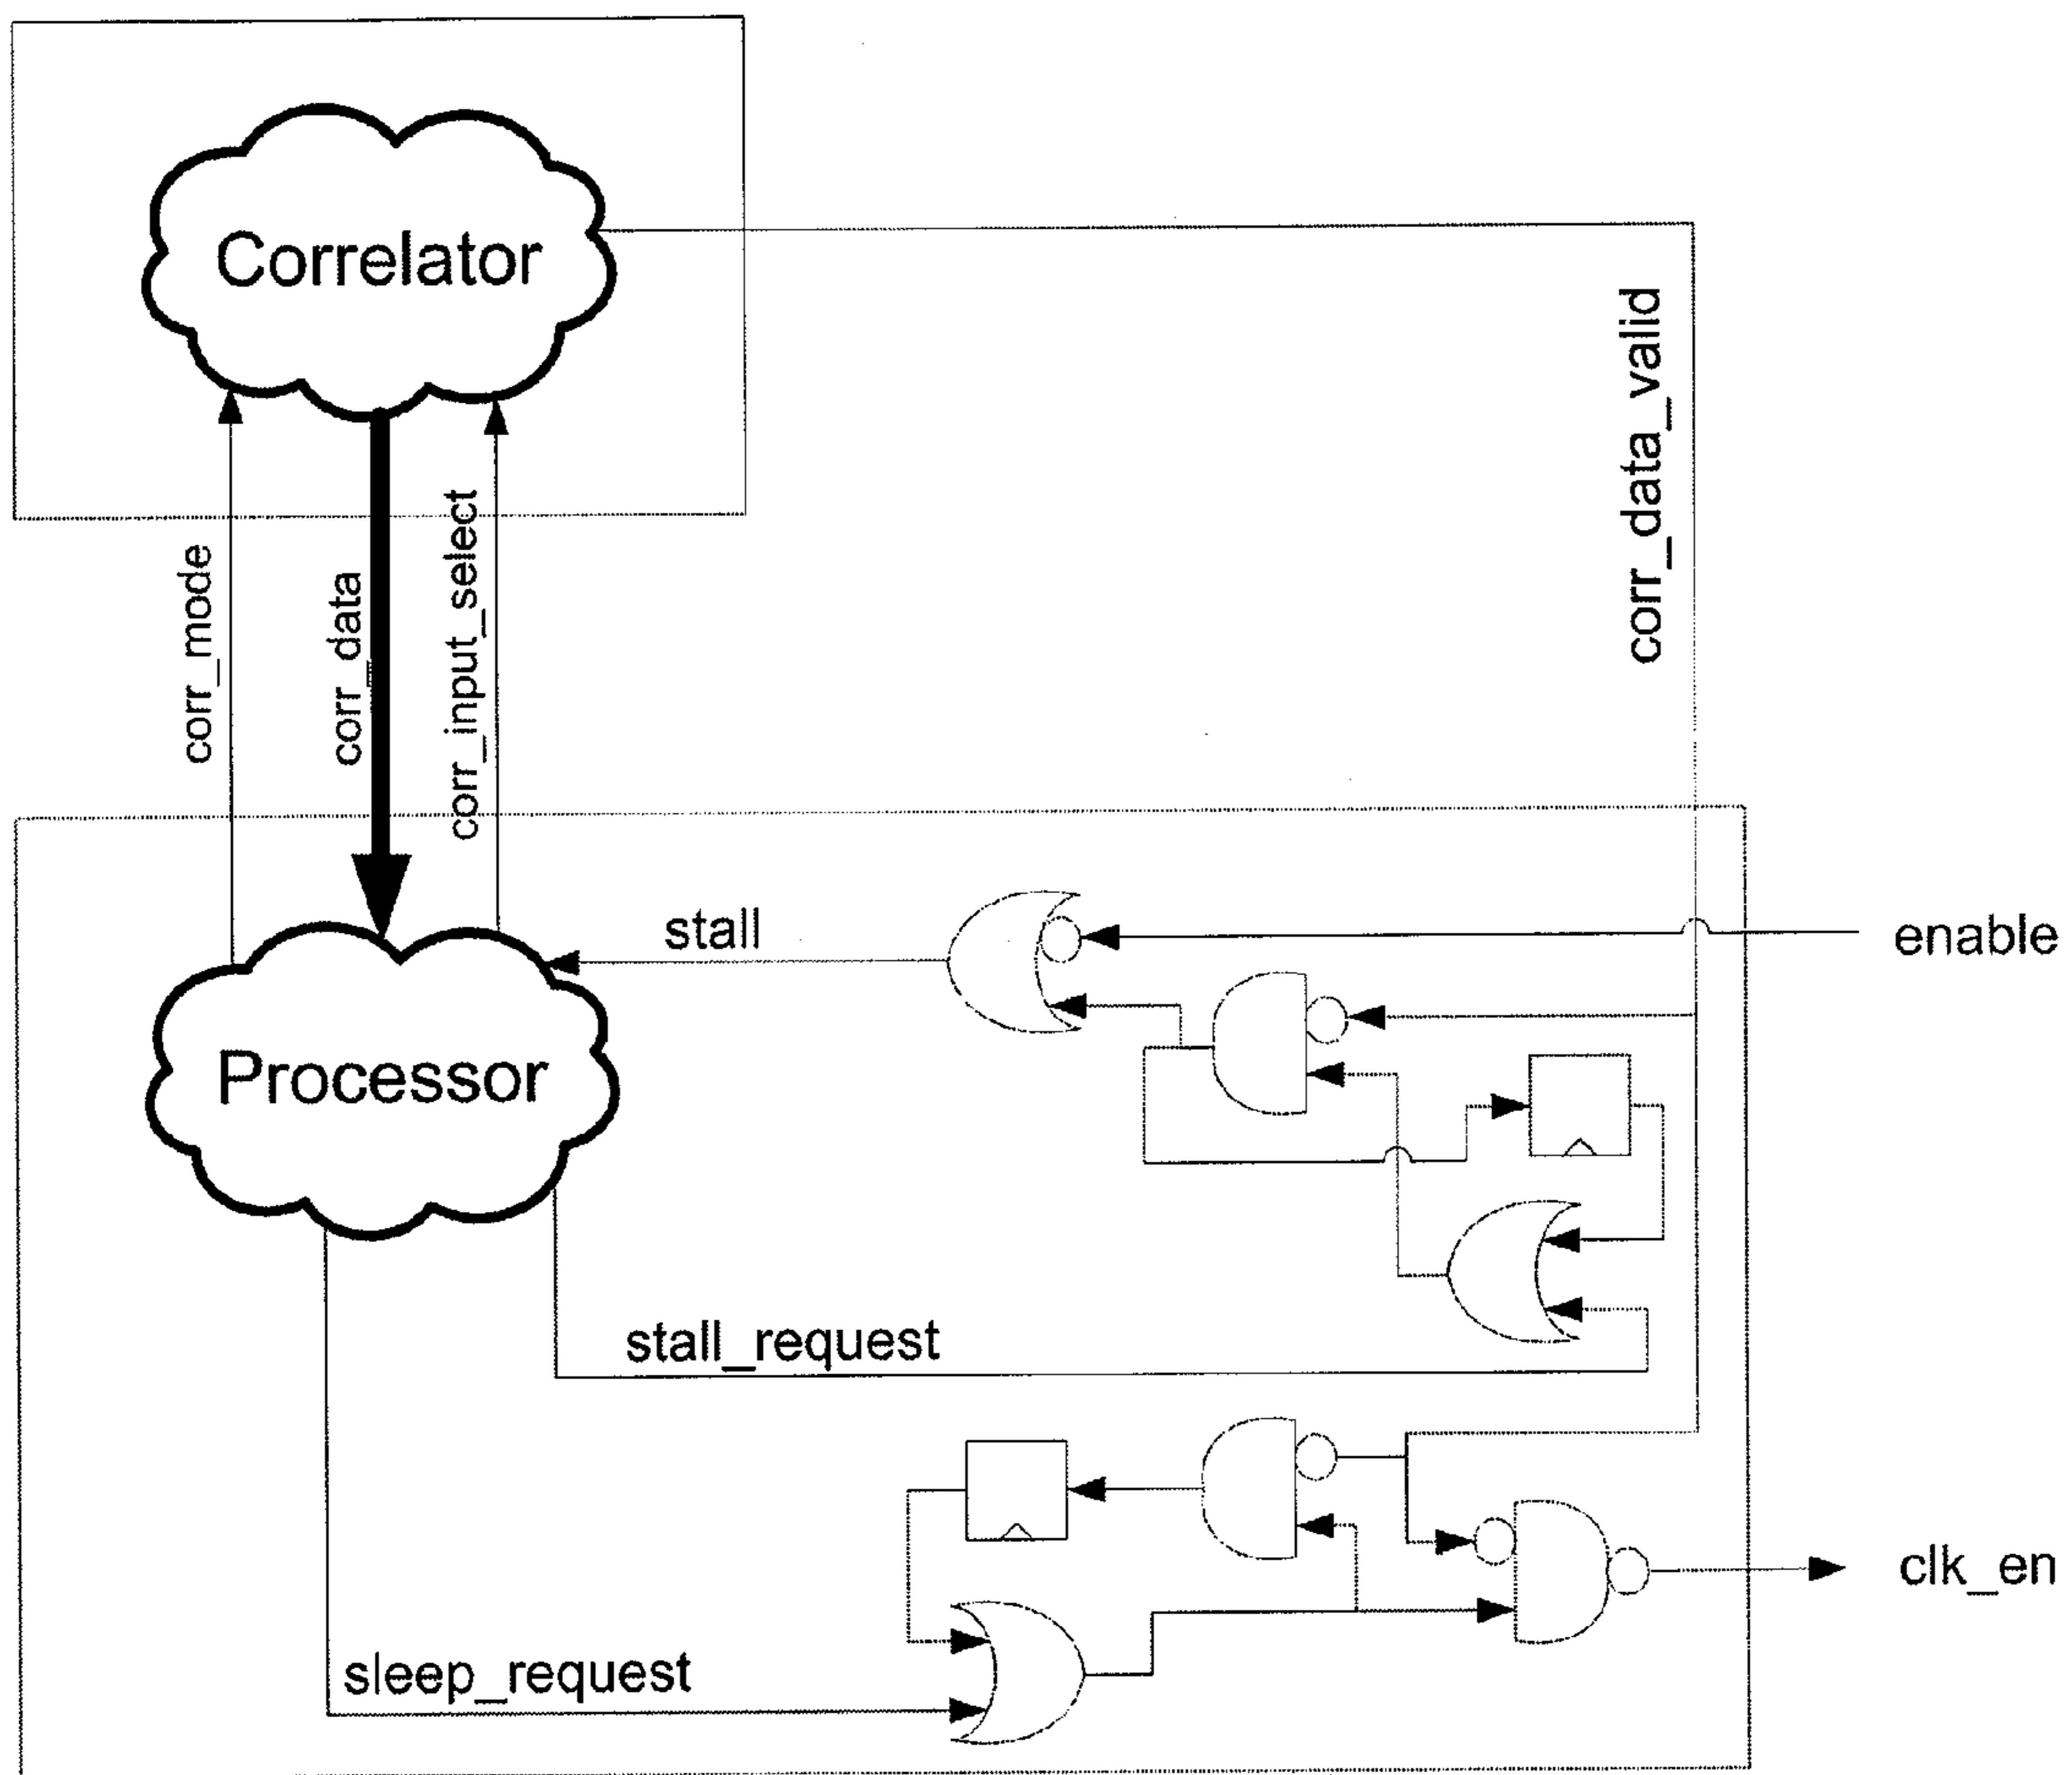 Correlator
corr_data_valid
corr_mode
corr_data
corr_input_select
stall
enable
Processor
stall_request
clk_en
sleep_request